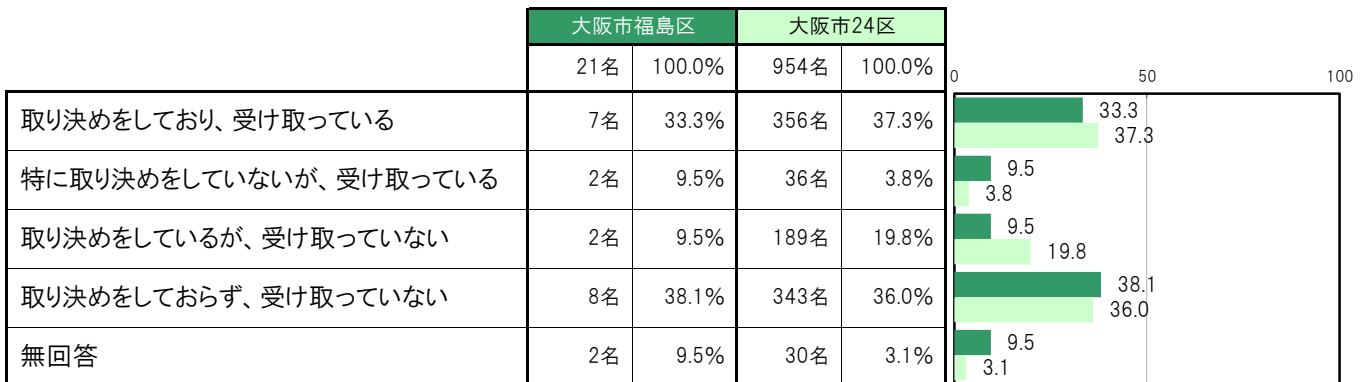 大阪市福島区 大阪市24区
21名 100.0% 954名 100.0%
0 50 100
取り決めをしており、受け取っている 7名 33.3% 356名 37.3%
33.3
37.3
特に取り決めをしていないが、受け取っている 2名 9.5% 36名 3.8%
9.5
3.8
取り決めをしているが、受け取っていない 2名 9.5% 189名 19.8%
9.5
19.8
取り決めをしておらず、受け取っていない 8名 38.1% 343名 36.0%
38.1
36.0
無回答 2名 9.5% 30名 3.1%
9.5
3.1